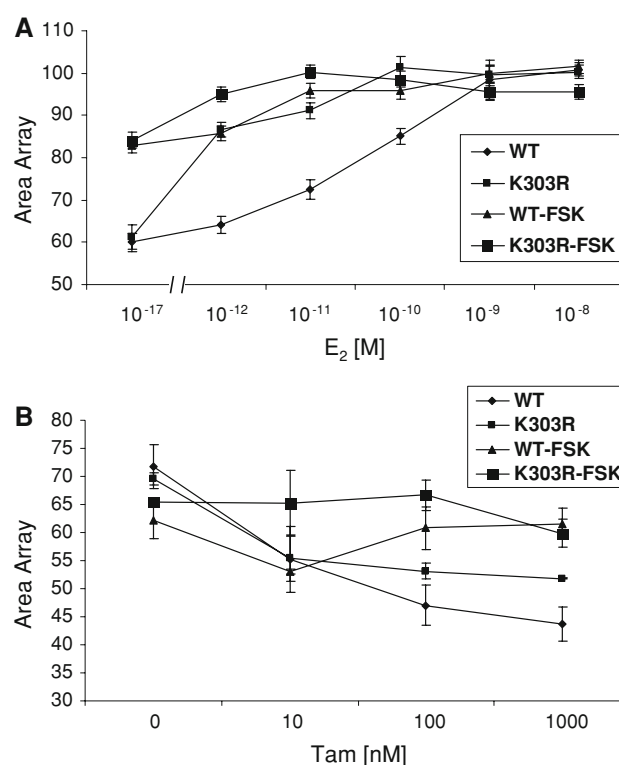 A
Area Array
110
100
90
80
70
60
50
10⁻¹⁷ 10⁻¹² 10⁻¹¹ 10⁻¹⁰ 10⁻⁹ 10⁻⁸
E₂ [M]
WT
K303R
WT-FSK
K303R-FSK
B
Area Array
80
75
70
65
60
55
50
45
40
35
30
0 10 100 1000
Tam [nM]
WT
K303R
WT-FSK
K303R-FSK